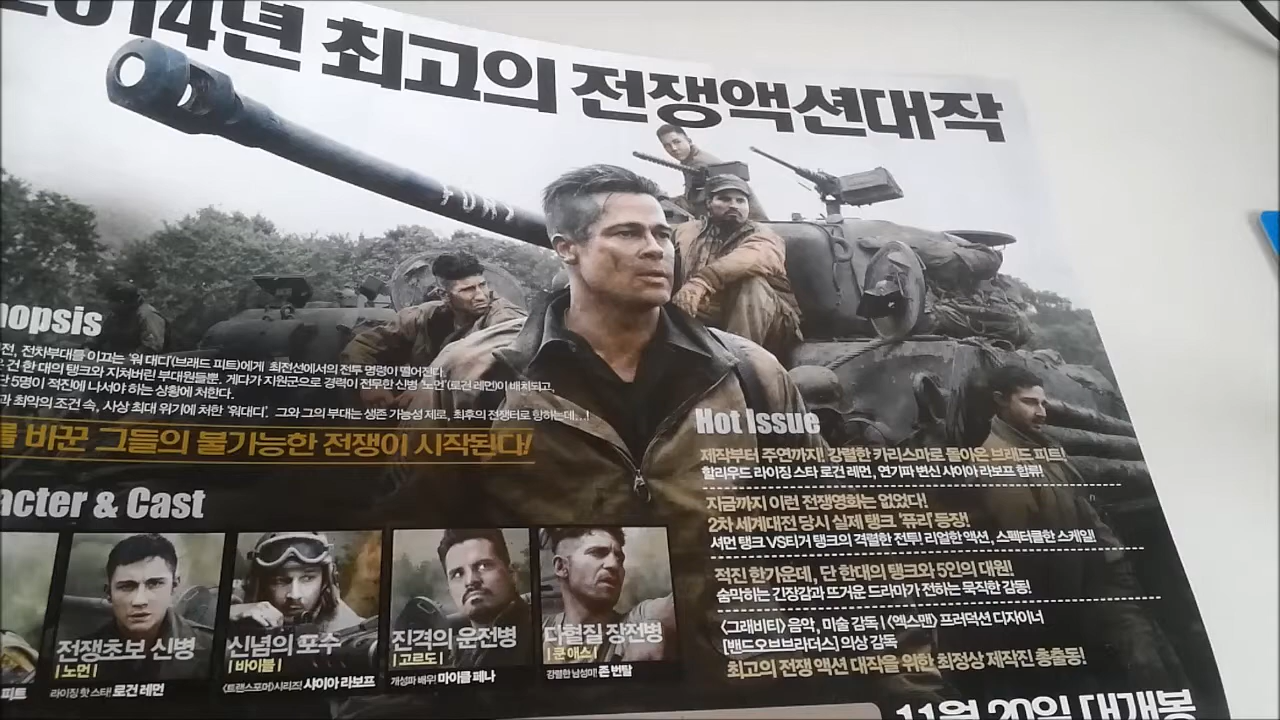 2014년 최고의 전쟁액션대작
FURY
nopsis
전, 전차부대를 이끄는 '워 대디'(브래드 피트)에게 최전선에서의 전투 명령이 떨어진다.
건 한 대의 탱크와 지쳐버린 부대원들뿐. 게다가 지원군으로 경력이 전무한 신병 '노먼'(로건 레먼)이 배치되고,
단 5명이 적진에 나서야 하는 상황에 처한다.
과 최악의 조건 속, 사상 최대 위기에 처한 '워대디'. 그와 그의 부대는 생존 가능성 제로, 최후의 전쟁터로 향하는데…!
를 바꾼 그들의 불가능한 전쟁이 시작된다!
acter & Cast
전쟁초보 신병
| 노먼 |
라이징 핫 스타! 로건 레먼
신념의 포수
| 바이블 |
<트랜스포머>시리즈! 샤이아 라보프
진격의 운전병
| 고르도 |
개성파 배우! 마이클 페나
다혈질 장전병
| 쿤 애스 |
강렬한 남성미! 존 번탈
피트
Hot Issue
제작부터 주연까지! 강렬한 카리스마로 돌아온 브래드 피트!
할리우드 라이징 스타 로건 레먼, 연기파 변신 샤이아 라보프 합류!
지금까지 이런 전쟁영화는 없었다!
2차 세계대전 당시 실제 탱크 '퓨리' 등장!
셔먼 탱크 VS티거 탱크의 격렬한 전투! 리얼한 액션, 스펙터클한 스케일!
적진 한가운데, 단 한대의 탱크와 5인의 대원!
숨막히는 긴장감과 뜨거운 드라마가 전하는 묵직한 감동!
<그래비티> 음악, 미술 감독 | <엑스맨> 프러덕션 디자이너
[밴드오브브라더스] 의상 감독
최고의 전쟁 액션 대작을 위한 최정상 제작진 총출동!
11월 20일 대개봉